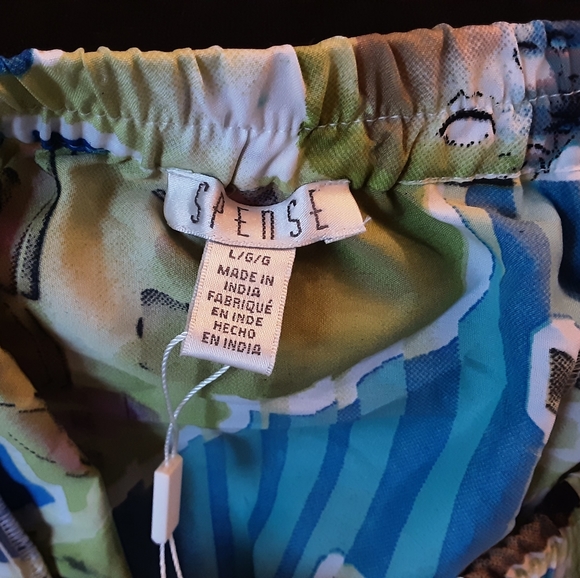 SPENSE
L/G/G
MADE IN
INDIA
FABRIQUÉ
EN INDE
HECHO
EN INDIA